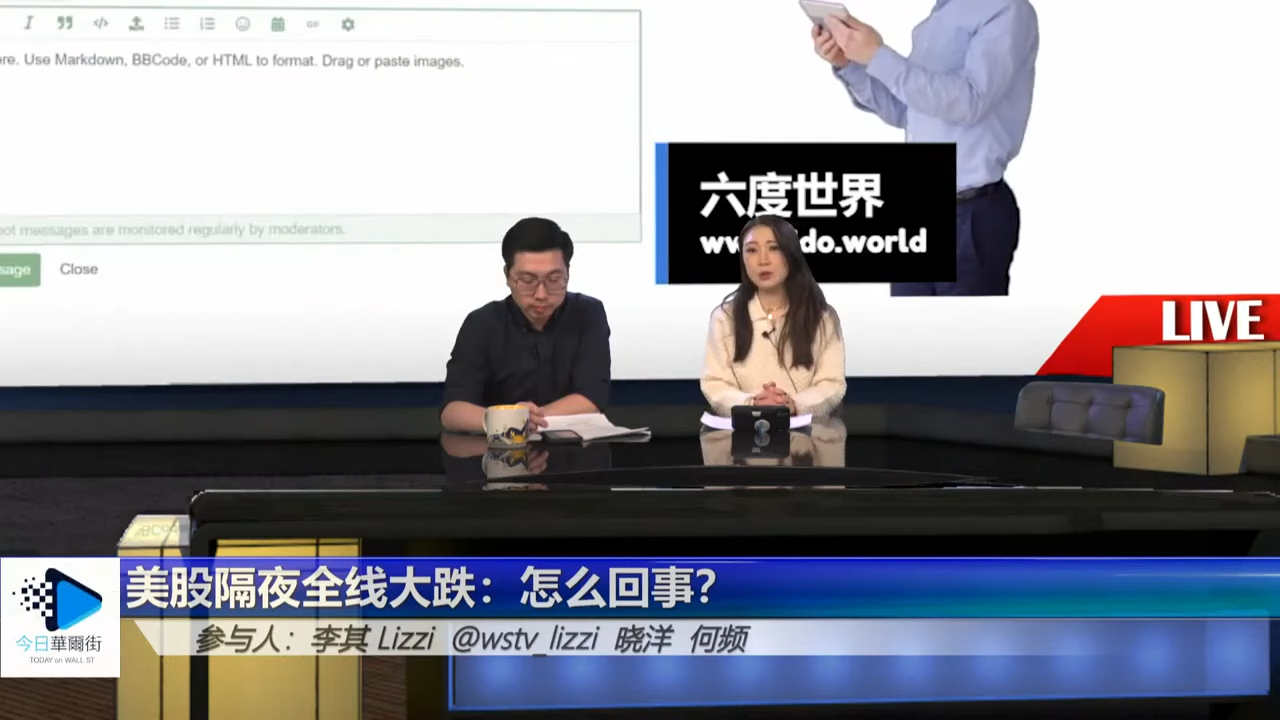 re. Use Markdown, BBCode, or HTML to format. Drag or paste images.
ot messages are monitored regularly by moderators.
sage
Close
六度世界
do.world
LIVE
美股隔夜全线大跌：怎么回事？
参与人：李其 Lizzi @wstv_lizzi 晓洋 何频
今日華爾街
TODAY on WALL ST